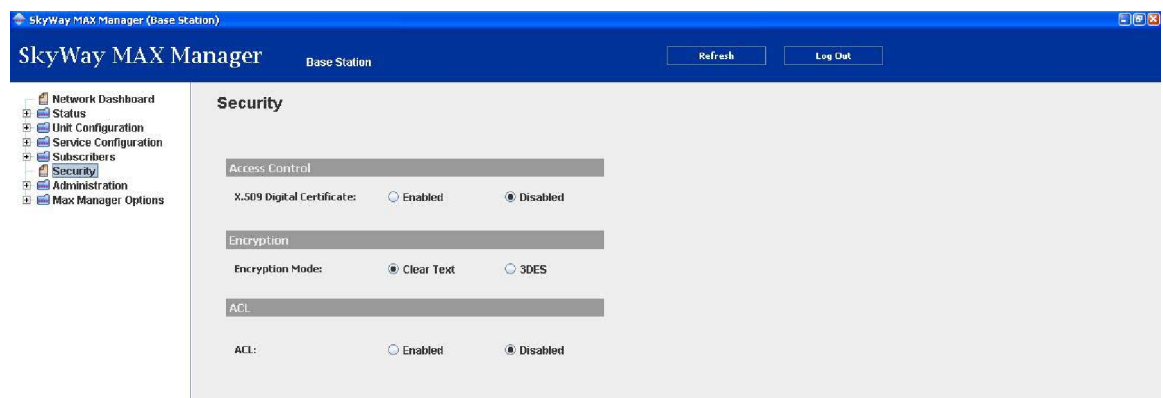 SkyWay MAX Manager (Base Station)
SkyWay MAX Manager Base Station Refresh Log Out
Network Dashboard
Status
Unit Configuration
Service Configuration
Subscribers
Security
Administration
Max Manager Options
Security
Access Control
X.509 Digital Certificate: Enabled Disabled
Encryption
Encryption Mode: Clear Text 3DES
ACL
ACL: Enabled Disabled